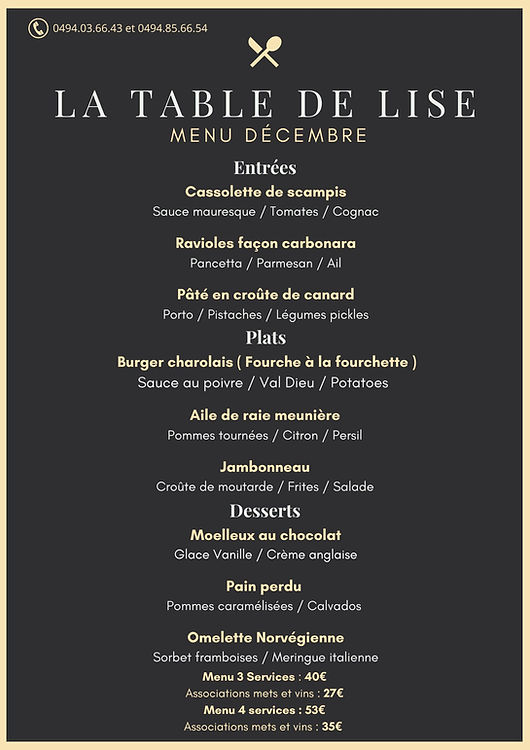 0494.03.66.43 et 0494.85.66.54
LA TABLE DE LISE
MENU DÉCEMBRE
Entrées
Cassolette de scampis
Sauce mauresque / Tomates / Cognac
Ravioles façon carbonara
Pancetta / Parmesan / Ail
Pâté en croûte de canard
Porto / Pistaches / Légumes pickles
Plats
Burger charolais ( Fourche à la fourchette )
Sauce au poivre / Val Dieu / Potatoes
Aile de raie meunière
Pommes tournées / Citron / Persil
Jambonneau
Croûte de moutarde / Frites / Salade
Desserts
Moelleux au chocolat
Glace Vanille / Crème anglaise
Pain perdu
Pommes caramélisées / Calvados
Omelette Norvégienne
Sorbet framboises / Meringue italienne
Menu 3 Services : 40€
Associations mets et vins : 27€
Menu 4 services : 53€
Associations mets et vins : 35€